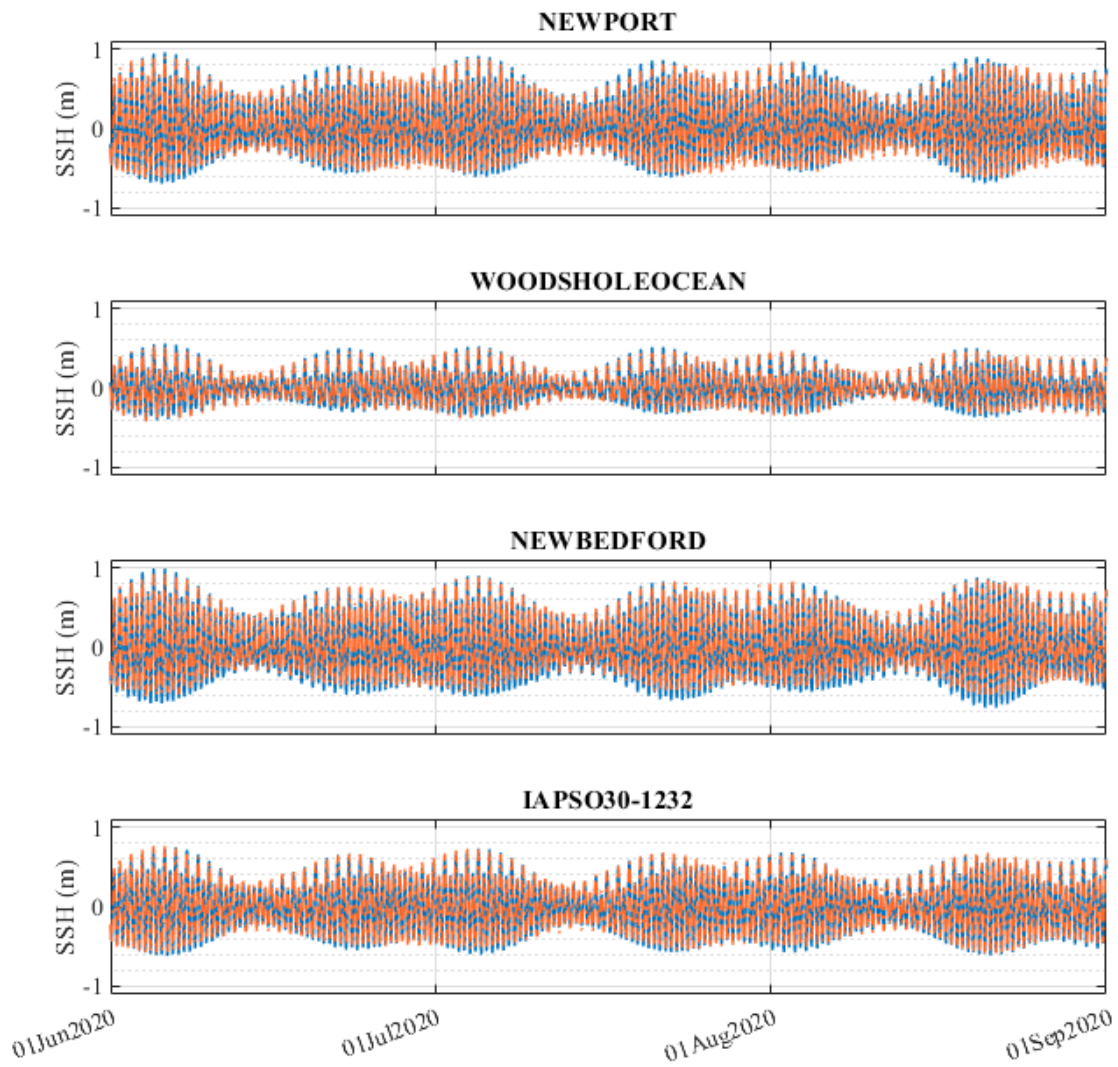 NEWPORT
1
0
-1
SSH (m)
WOODSHOLEOCEAN
1
0
-1
SSH (m)
NEWBEDFORD
1
0
-1
SSH (m)
IAPSO30-1232
1
0
-1
SSH (m)
01Jun2020
01Jul2020
01Aug2020
01Sep2020